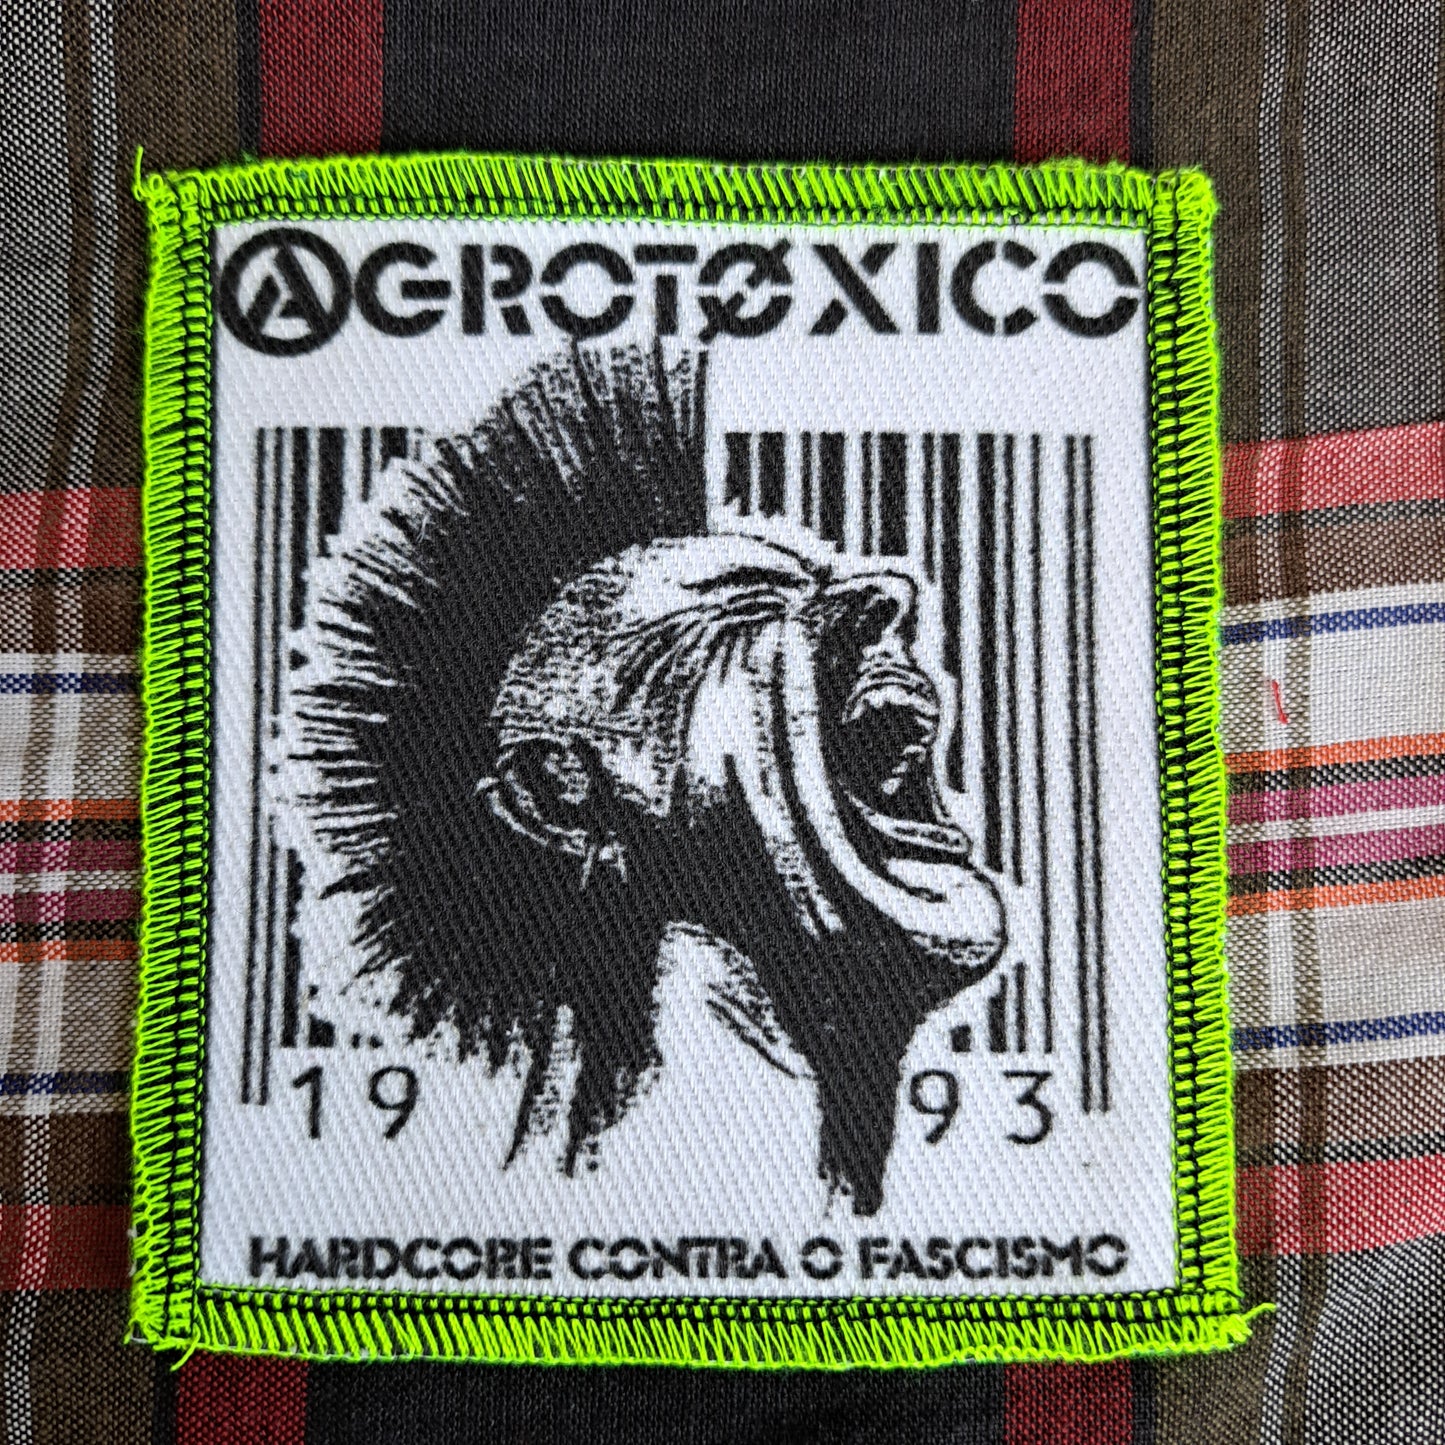 AGROTØXICO
19 93
HARDCORE CONTRA O FASCISMO